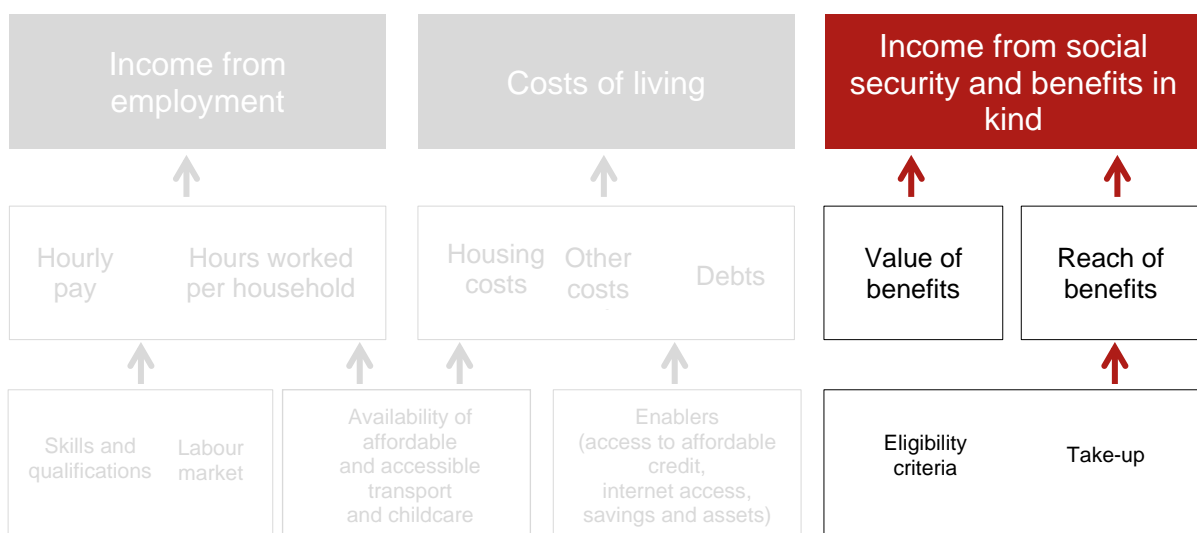 Income from
employment
Costs of living
Income from social
security and benefits in
kind
Hourly
pay
Hours worked
per household
Housing
costs
Other
costs
Debts
Value of
benefits
Reach of
benefits
Skills and
qualifications
Labour
market
Availability of
affordable
and accessible
transport
and childcare
Enablers
(access to affordable
credit,
internet access,
savings and assets)
Eligibility
criteria
Take-up